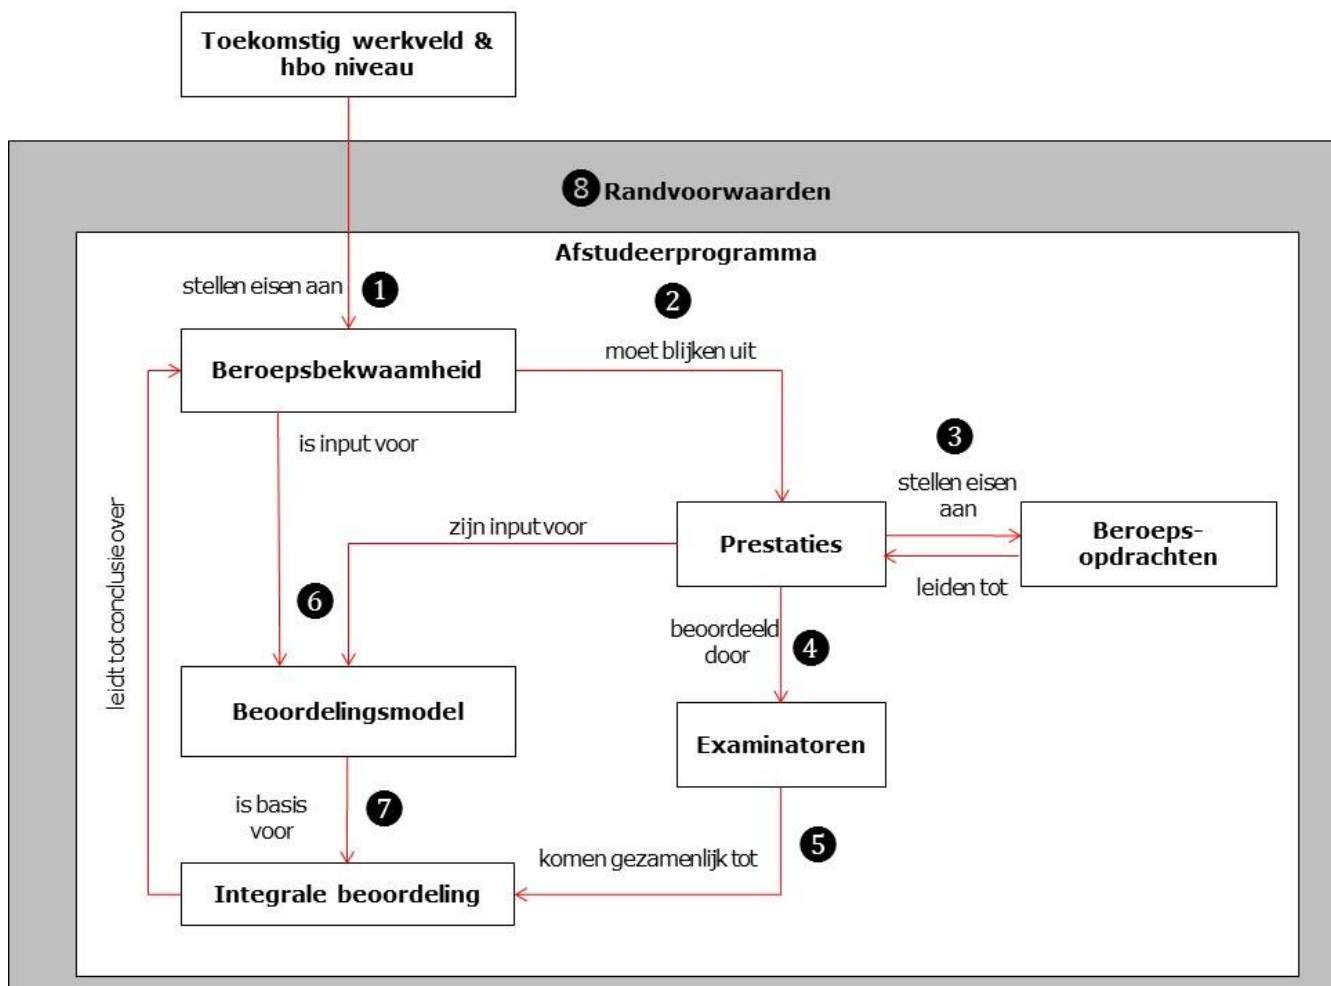 Toekomstig werkveld &
hbo niveau
8 Randvoorwaarden
Afstudeerprogramma
stellen eisen aan
1
2
moet blijken uit
Beroepsbekwaamheid
is input voor
3
stellen eisen
aan
zijn input voor
Prestaties
Beroeps-
opdrachten
leiden tot
leidt tot conclusie over
6
beoordeeld
door
4
Beoordelingsmodel
Examinatoren
is basis
voor
7
5
komen gezamenlijk tot
Integrale beoordeling